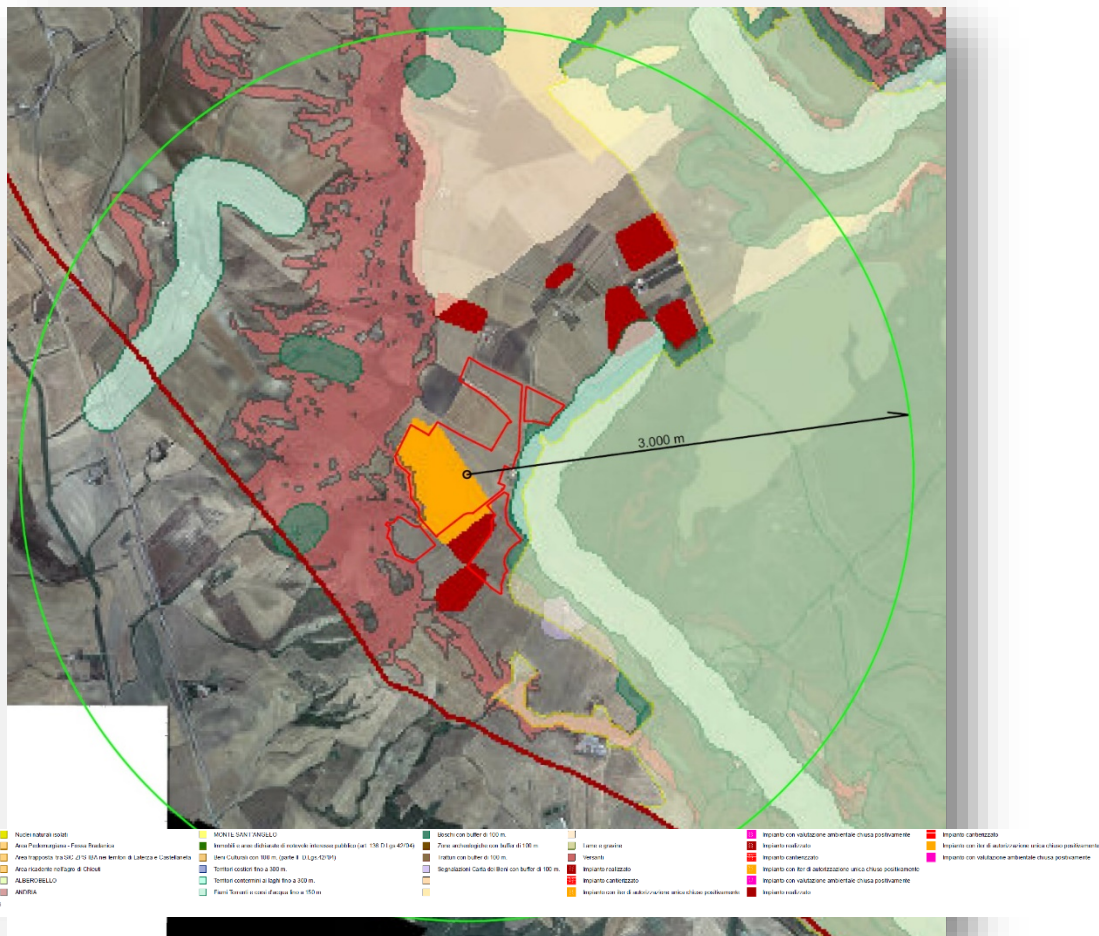 3.000 m
Nuclei naturali isolati
Area Pedemurgiana - Fossa Bradanica
Area frapposta tra SIC ZPS IBA nei territori di Laterza e Castellaneta
Area ricadente nell'agro di Chieuti
ALBEROBELLO
ANDRIA
MONTE SANT'ANGELO
Immobili e aree dichiarati di notevole interesse pubblico (art. 136 D.Lgs 42/04)
Beni Culturali con 100 m. (parte II D.Lgs.42/04)
Territori costieri fino a 300 m.
Territori contermini ai laghi fino a 300 m.
Fiumi Torrenti e corsi d'acqua fino a 150 m
Boschi con buffer di 100 m.
Zone archeologiche con buffer di 100 m
Tratturi con buffer di 100 m.
Segnalazioni Carta dei Beni con buffer di 100 m.
Lame e gravine
Versanti
Impianto realizzato
Impianto cantierizzato
Impianto con iter di autorizzazione unica chiuso positivamente
Impianto con valutazione ambientale chiusa positivamente
Impianto realizzato
Impianto cantierizzato
Impianto con iter di autorizzazione unica chiuso positivamente
Impianto con valutazione ambientale chiusa positivamente
Impianto realizzato
Impianto cantierizzato
Impianto con iter di autorizzazione unica chiuso positivamente
Impianto con valutazione ambientale chiusa positivamente